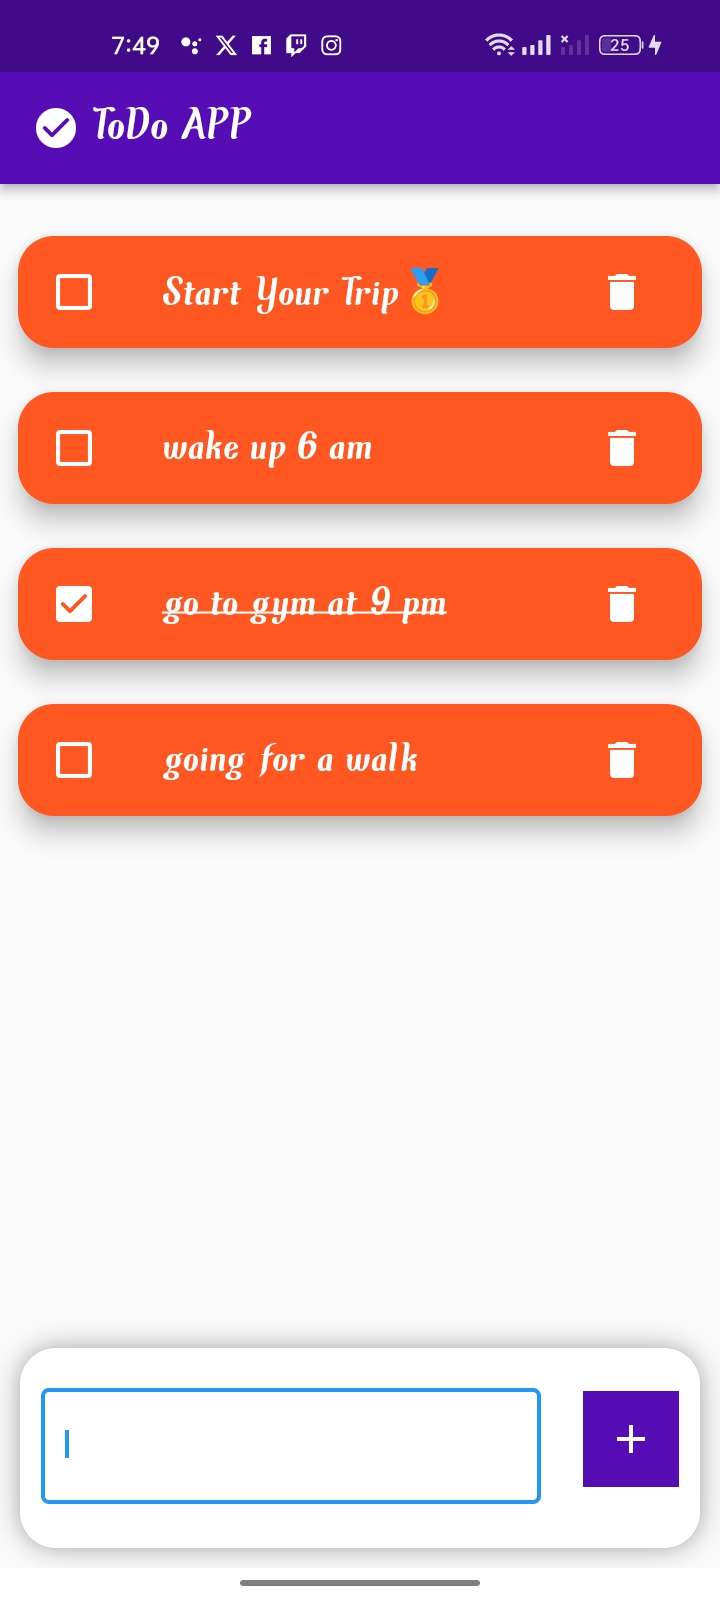 7:49
25
ToDo APP
Start Your Trip🥇
wake up 6 am
go to gym at 9 pm
going for a walk